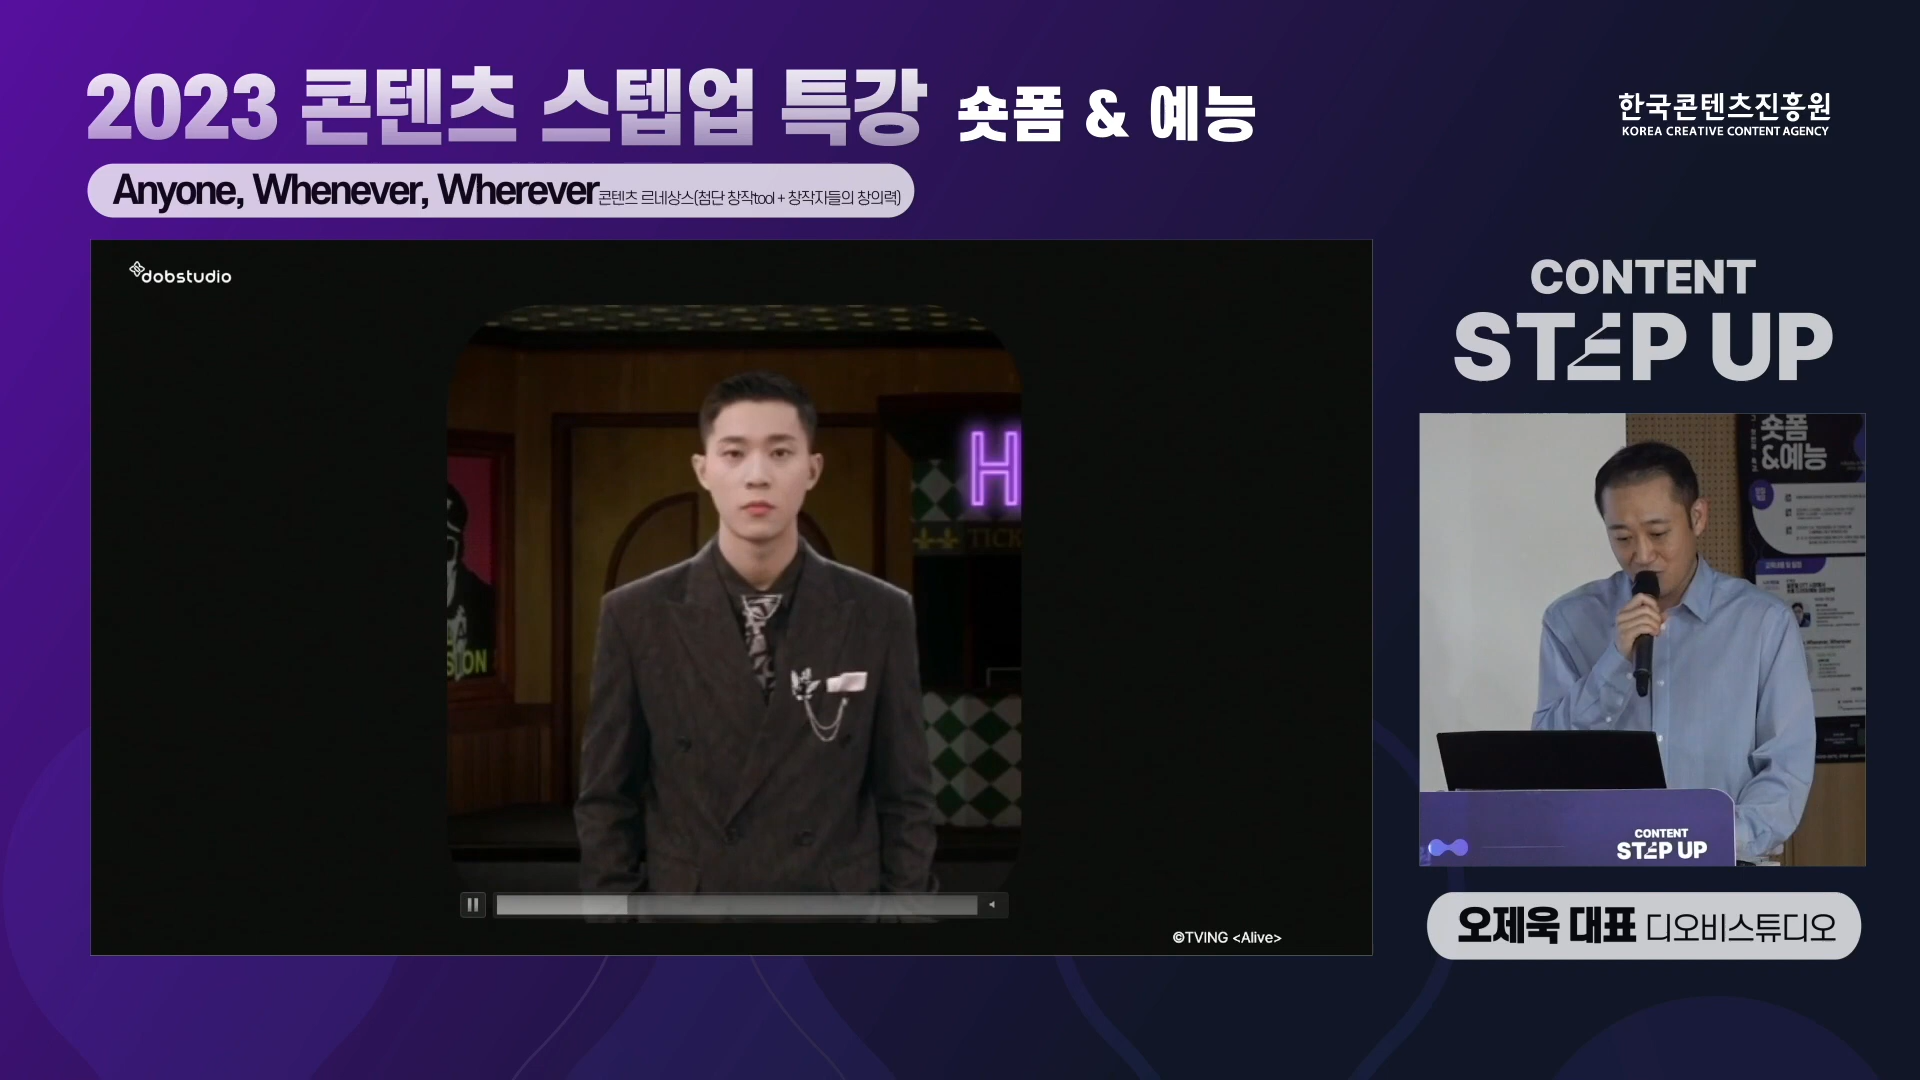 2023 콘텐츠 스텝업 특강 숏폼 & 예능
한국콘텐츠진흥원
KOREA CREATIVE CONTENT AGENCY
Anyone, Whenever, Wherever 콘텐츠 르네상스(첨단 창작tool + 창작자들의 창의력)
dobstudio
H
TICK
SION
©TVING <Alive>
CONTENT
STEP UP
숏폼
&예능
CONTENT
STEP UP
오제욱 대표 디오비스튜디오